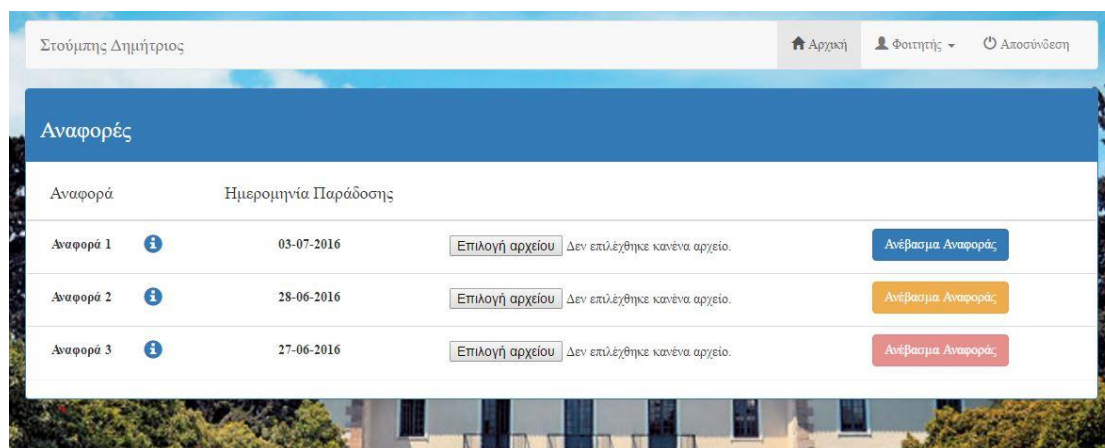 Στούμπης Δημήτριος Αρχική Φοιτητής Αποσύνδεση
Αναφορές
Αναφορά Ημερομηνία Παράδοσης
Αναφορά 1 03-07-2016 Επιλογή αρχείου Δεν επιλέχθηκε κανένα αρχείο. Ανέβασμα Αναφοράς
Αναφορά 2 28-06-2016 Επιλογή αρχείου Δεν επιλέχθηκε κανένα αρχείο. Ανέβασμα Αναφοράς
Αναφορά 3 27-06-2016 Επιλογή αρχείου Δεν επιλέχθηκε κανένα αρχείο. Ανέβασμα Αναφοράς